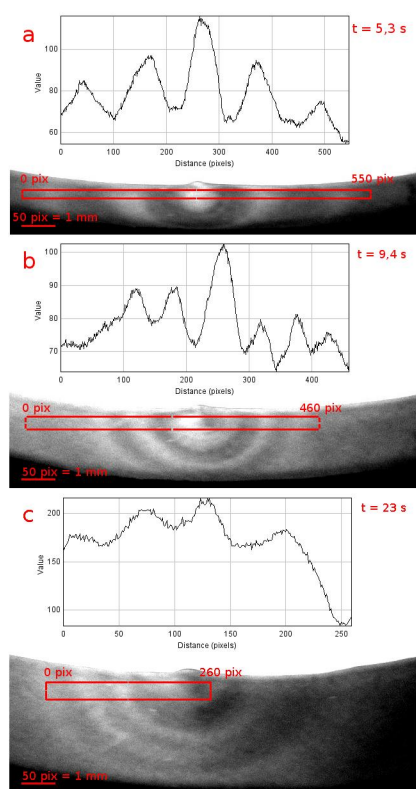 a
t = 5,3 s
100
80
60
Value
0 100 200 300 400 500
Distance (pixels)
0 pix
550 pix
50 pix = 1 mm
b
t = 9,4 s
100
90
80
70
Value
0 100 200 300 400
Distance (pixels)
0 pix
460 pix
50 pix = 1 mm
c
t = 23 s
200
150
100
Value
0 50 100 150 200 250
Distance (pixels)
0 pix
260 pix
50 pix = 1 mm